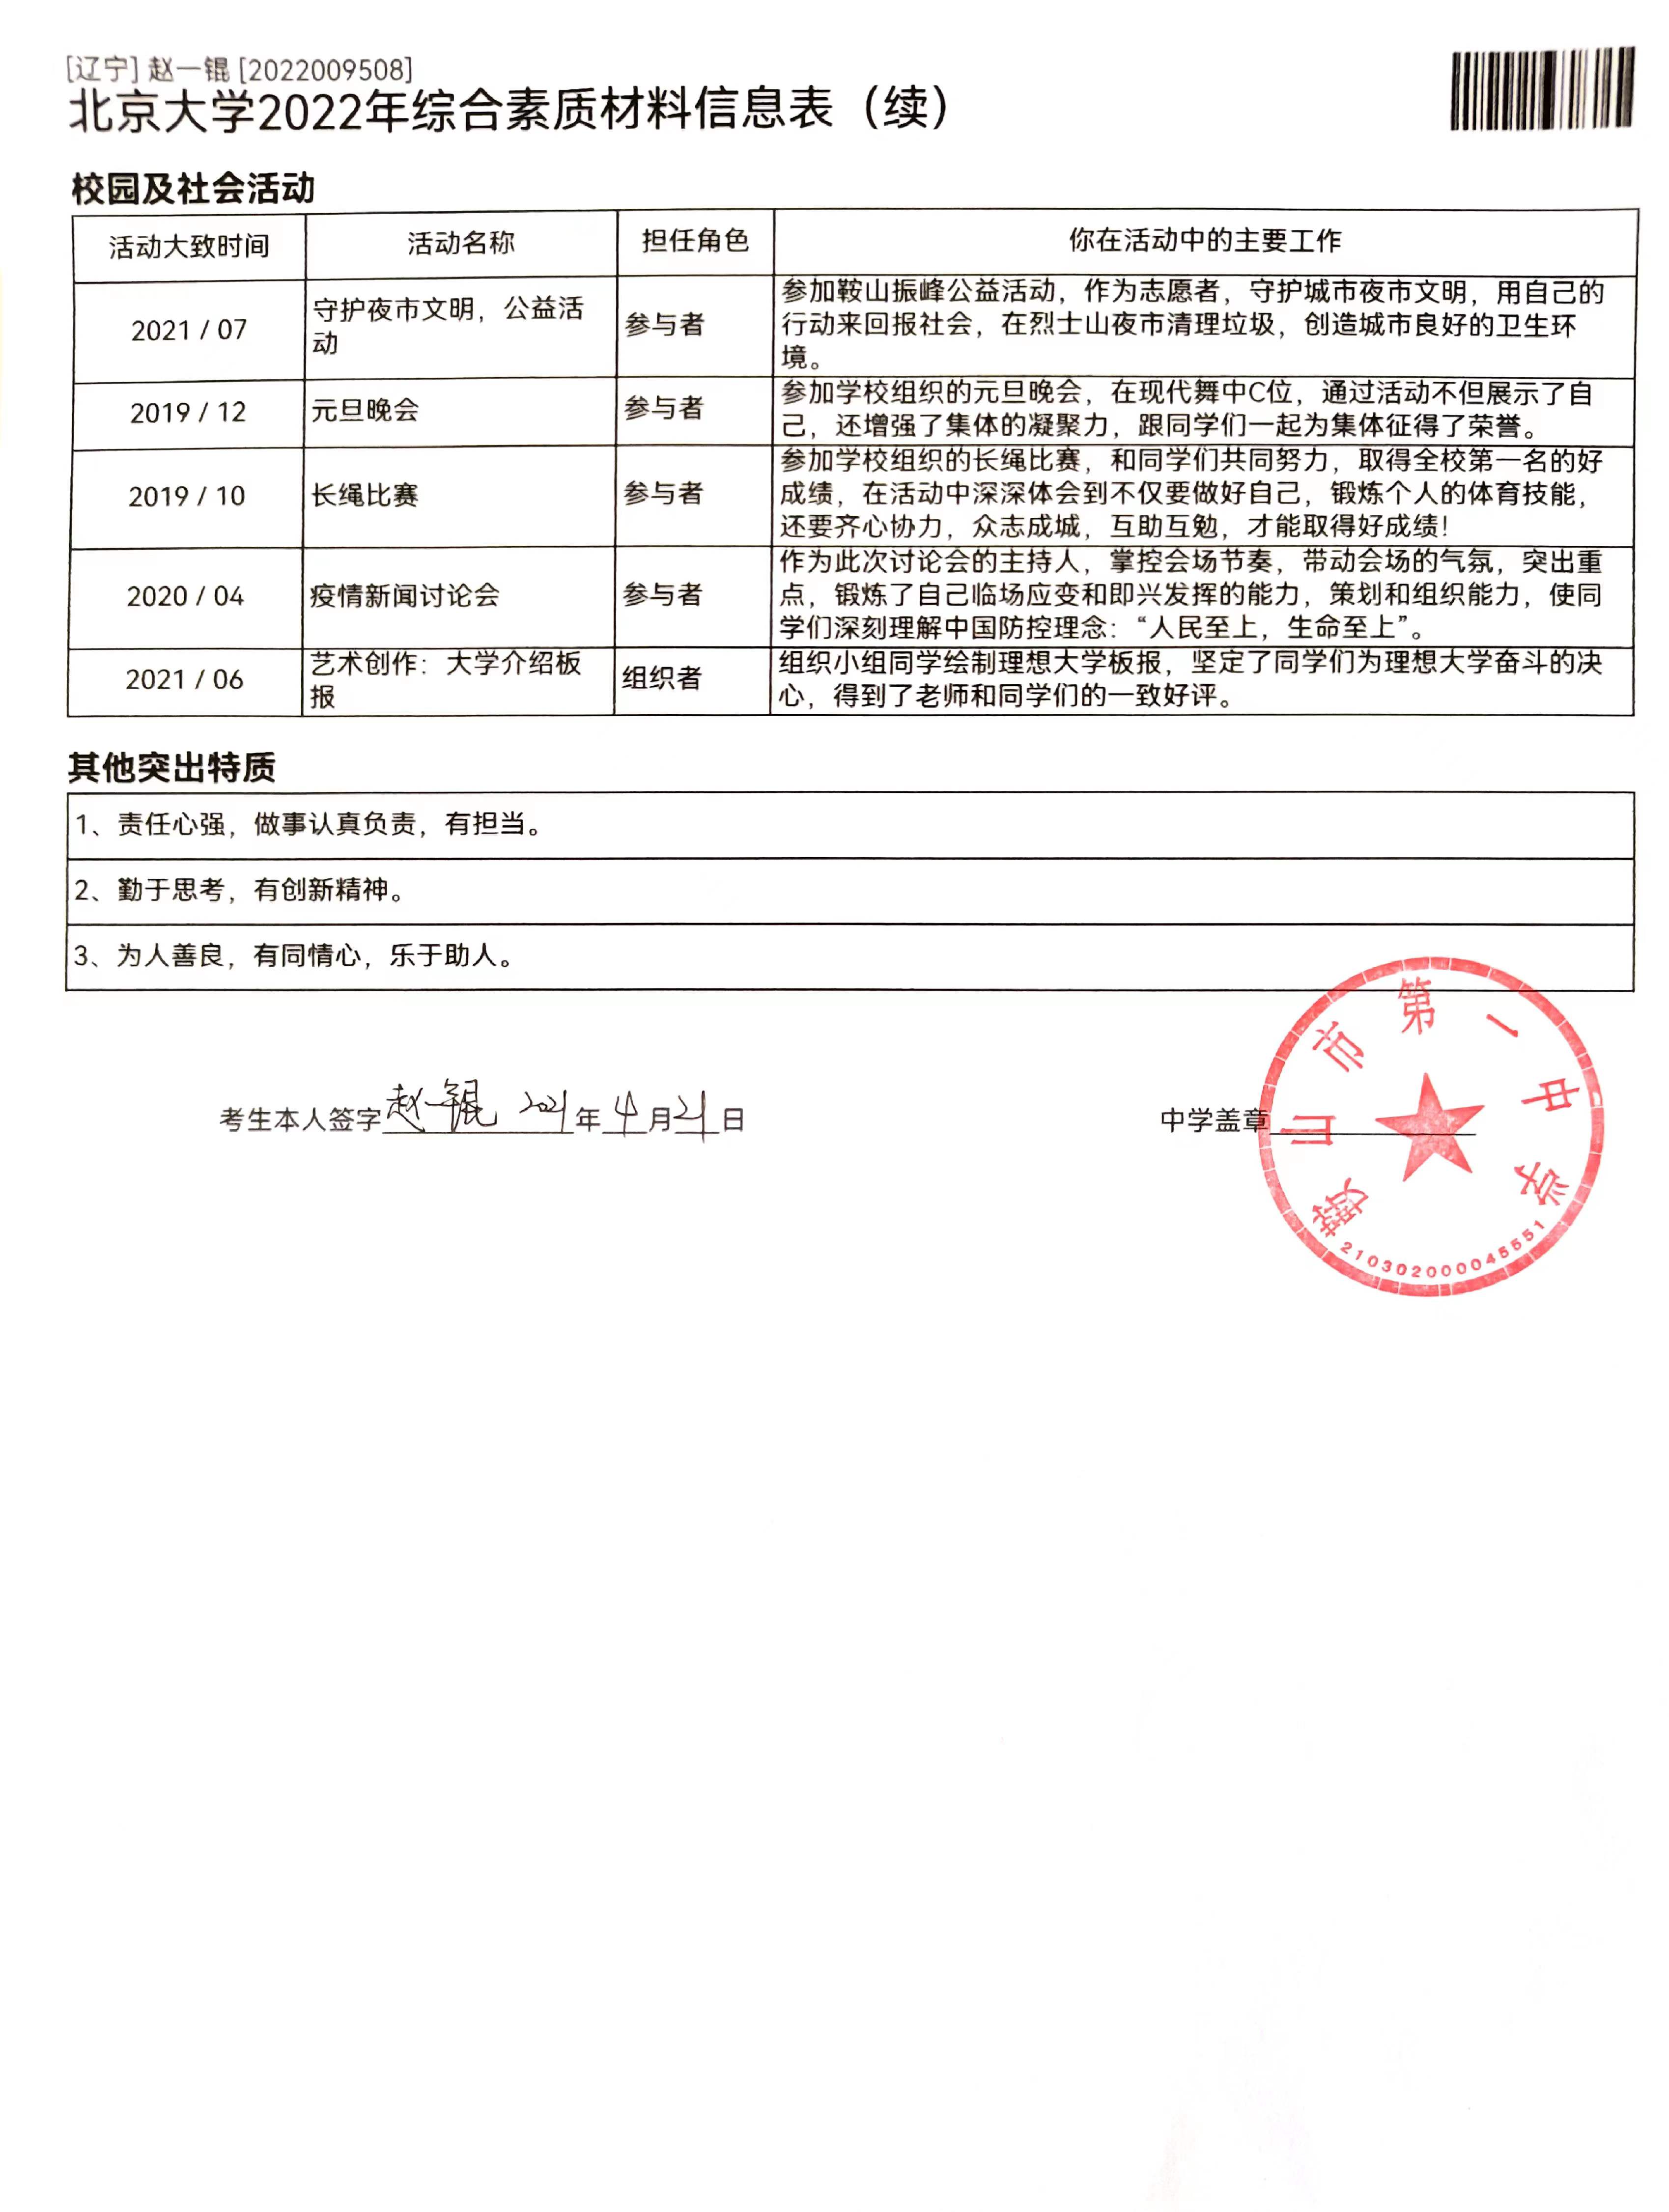 [辽宁] 赵一锟 [2022009508]
北京大学2022年综合素质材料信息表（续）
校园及社会活动
活动大致时间 活动名称 担任角色 你在活动中的主要工作
2021 / 07
守护夜市文明，公益活
动
参与者
参加鞍山振峰公益活动，作为志愿者，守护城市夜市文明，用自己的
行动来回报社会，在烈士山夜市清理垃圾，创造城市良好的卫生环
境。
2019 / 12
元旦晚会
参与者
参加学校组织的元旦晚会，在现代舞中C位，通过活动不但展示了自
己，还增强了集体的凝聚力，跟同学们一起为集体征得了荣誉。
2019 / 10
长绳比赛
参与者
参加学校组织的长绳比赛，和同学们共同努力，取得全校第一名的好
成绩，在活动中深深体会到不仅要做好自己，锻炼个人的体育技能，
还要齐心协力，众志成城，互助互勉，才能取得好成绩！
2020 / 04
疫情新闻讨论会
参与者
作为此次讨论会的主持人，掌控会场节奏，带动会场的气氛，突出重
点，锻炼了自己临场应变和即兴发挥的能力，策划和组织能力，使同
学们深刻理解中国防控理念：“人民至上，生命至上”。
2021 / 06
艺术创作：大学介绍板
报
组织者
组织小组同学绘制理想大学板报，坚定了同学们为理想大学奋斗的决
心，得到了老师和同学们的一致好评。
其他突出特质
1、责任心强，做事认真负责，有担当。
2、勤于思考，有创新精神。
3、为人善良，有同情心，乐于助人。
考生本人签字 赵一锟 2021 年 4 月 21 日
中学盖章
鞍山市第一中学
210302000045551